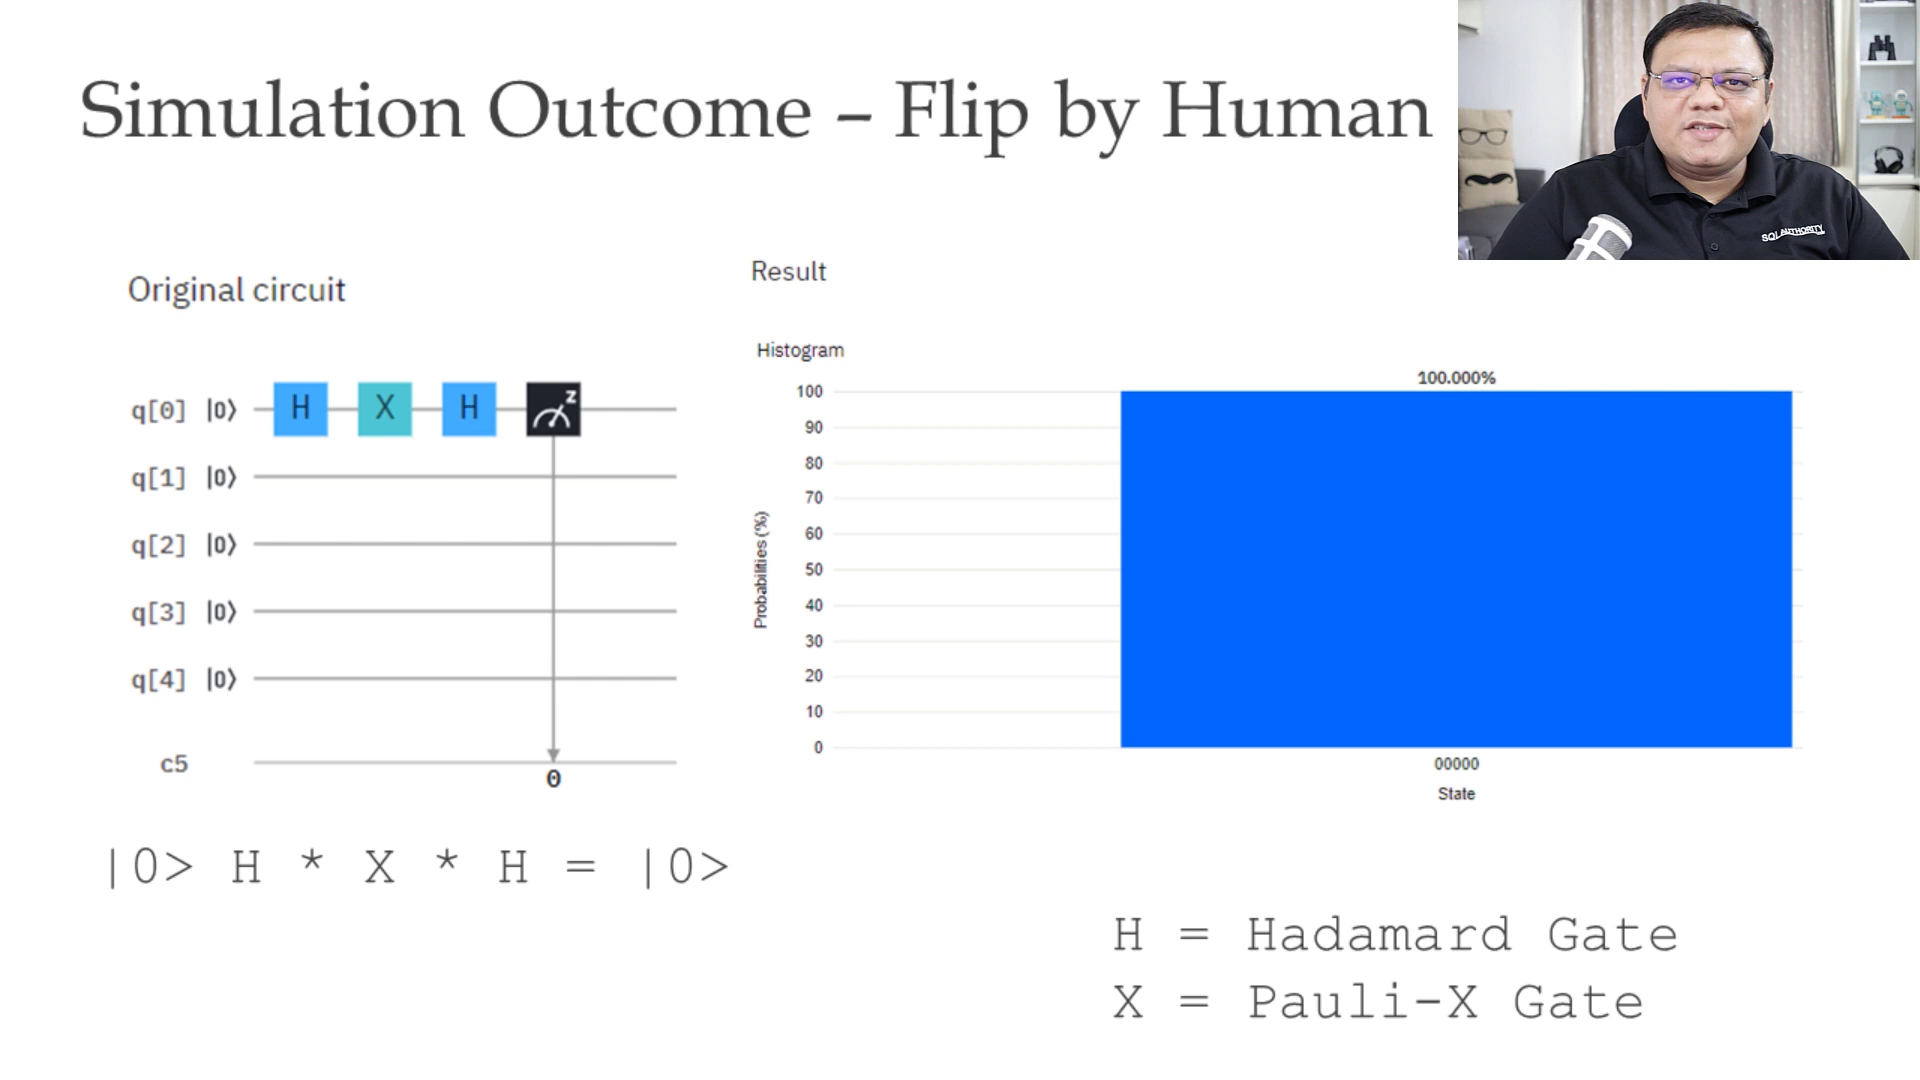 Simulation Outcome – Flip by Human
SQLAUTHORITY
Original circuit
q[0] |0⟩ H X H z
q[1] |0⟩
q[2] |0⟩
q[3] |0⟩
q[4] |0⟩
c5
0
Result
Histogram
100.000%
100
90
80
70
60
50
40
30
20
10
0
Probabilities (%)
00000
State
|0> H * X * H = |0>
H = Hadamard Gate
X = Pauli-X Gate